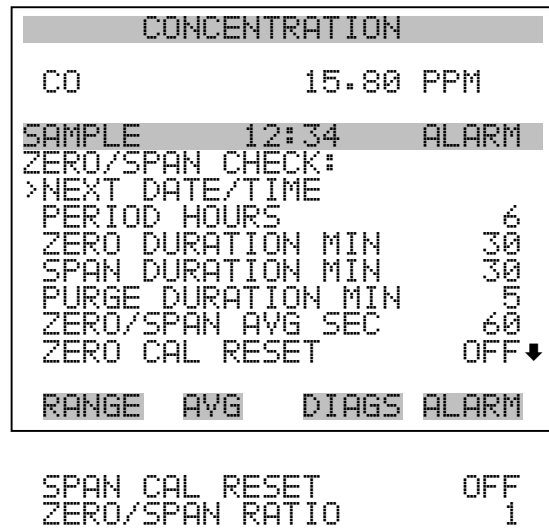 CONCENTRATION
CO 15.80 PPM
SAMPLE 12:34 ALARM
ZERO/SPAN CHECK:
>NEXT DATE/TIME
PERIOD HOURS 6
ZERO DURATION MIN 30
SPAN DURATION MIN 30
PURGE DURATION MIN 5
ZERO/SPAN AVG SEC 60
ZERO CAL RESET OFF
RANGE AVG DIAGS ALARM
SPAN CAL RESET OFF
ZERO/SPAN RATIO 1